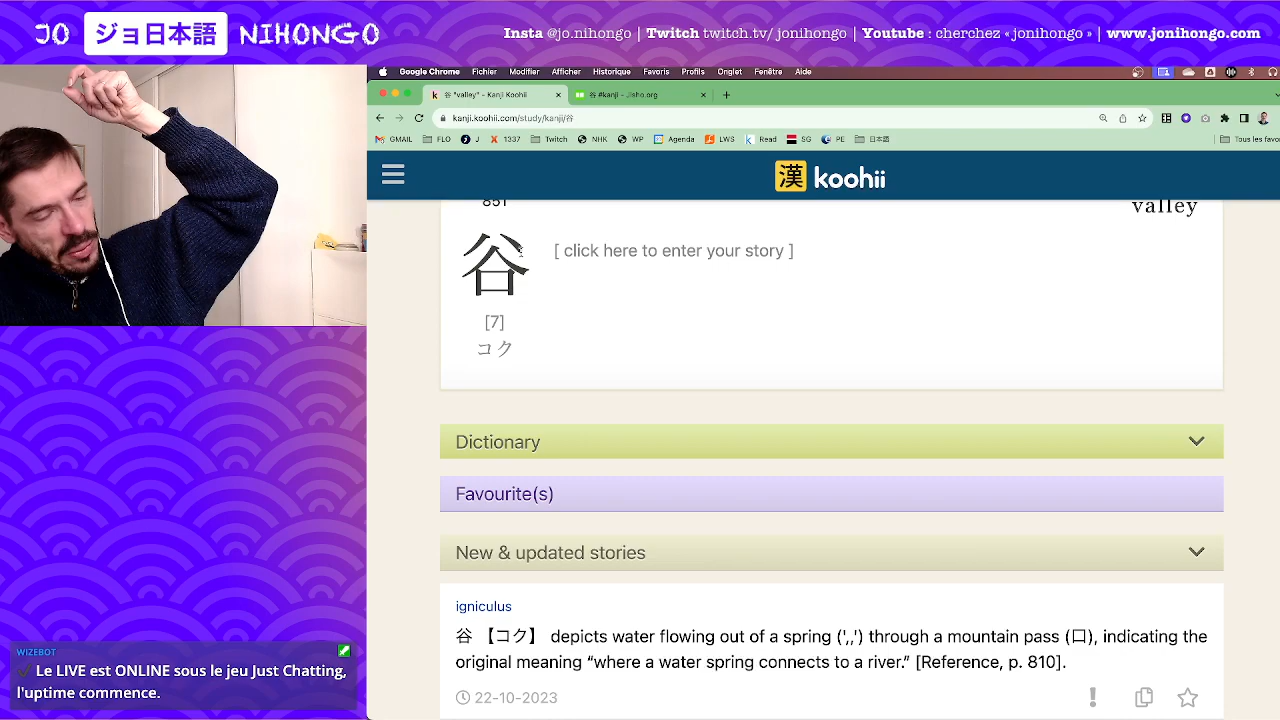 JO ジョ日本語 NIHONGO
Insta @jo.nihongo | Twitch twitch.tv/ jonihongo | Youtube : cherchez « jonihongo » | www.jonihongo.com
Google Chrome Fichier Modifier Afficher Historique Favoris Profils Onglet Fenêtre Aide
谷 "valley" - Kanji Koohii
谷 #kanji - Jisho.org
kanji.koohii.com/study/kanji/谷
GMAIL FLO J 1337 Twitch NHK WP Agenda LWS Read SG PE 日本語 Tous les favo
漢 koohii
851
valley
谷
[ click here to enter your story ]
[7]
コク
Dictionary
Favourite(s)
New & updated stories
igniculus
谷 【コク】 depicts water flowing out of a spring (',,') through a mountain pass (口), indicating the
original meaning “where a water spring connects to a river.” [Reference, p. 810].
22-10-2023
WIZEBOT
Le LIVE est ONLINE sous le jeu Just Chatting,
l'uptime commence.